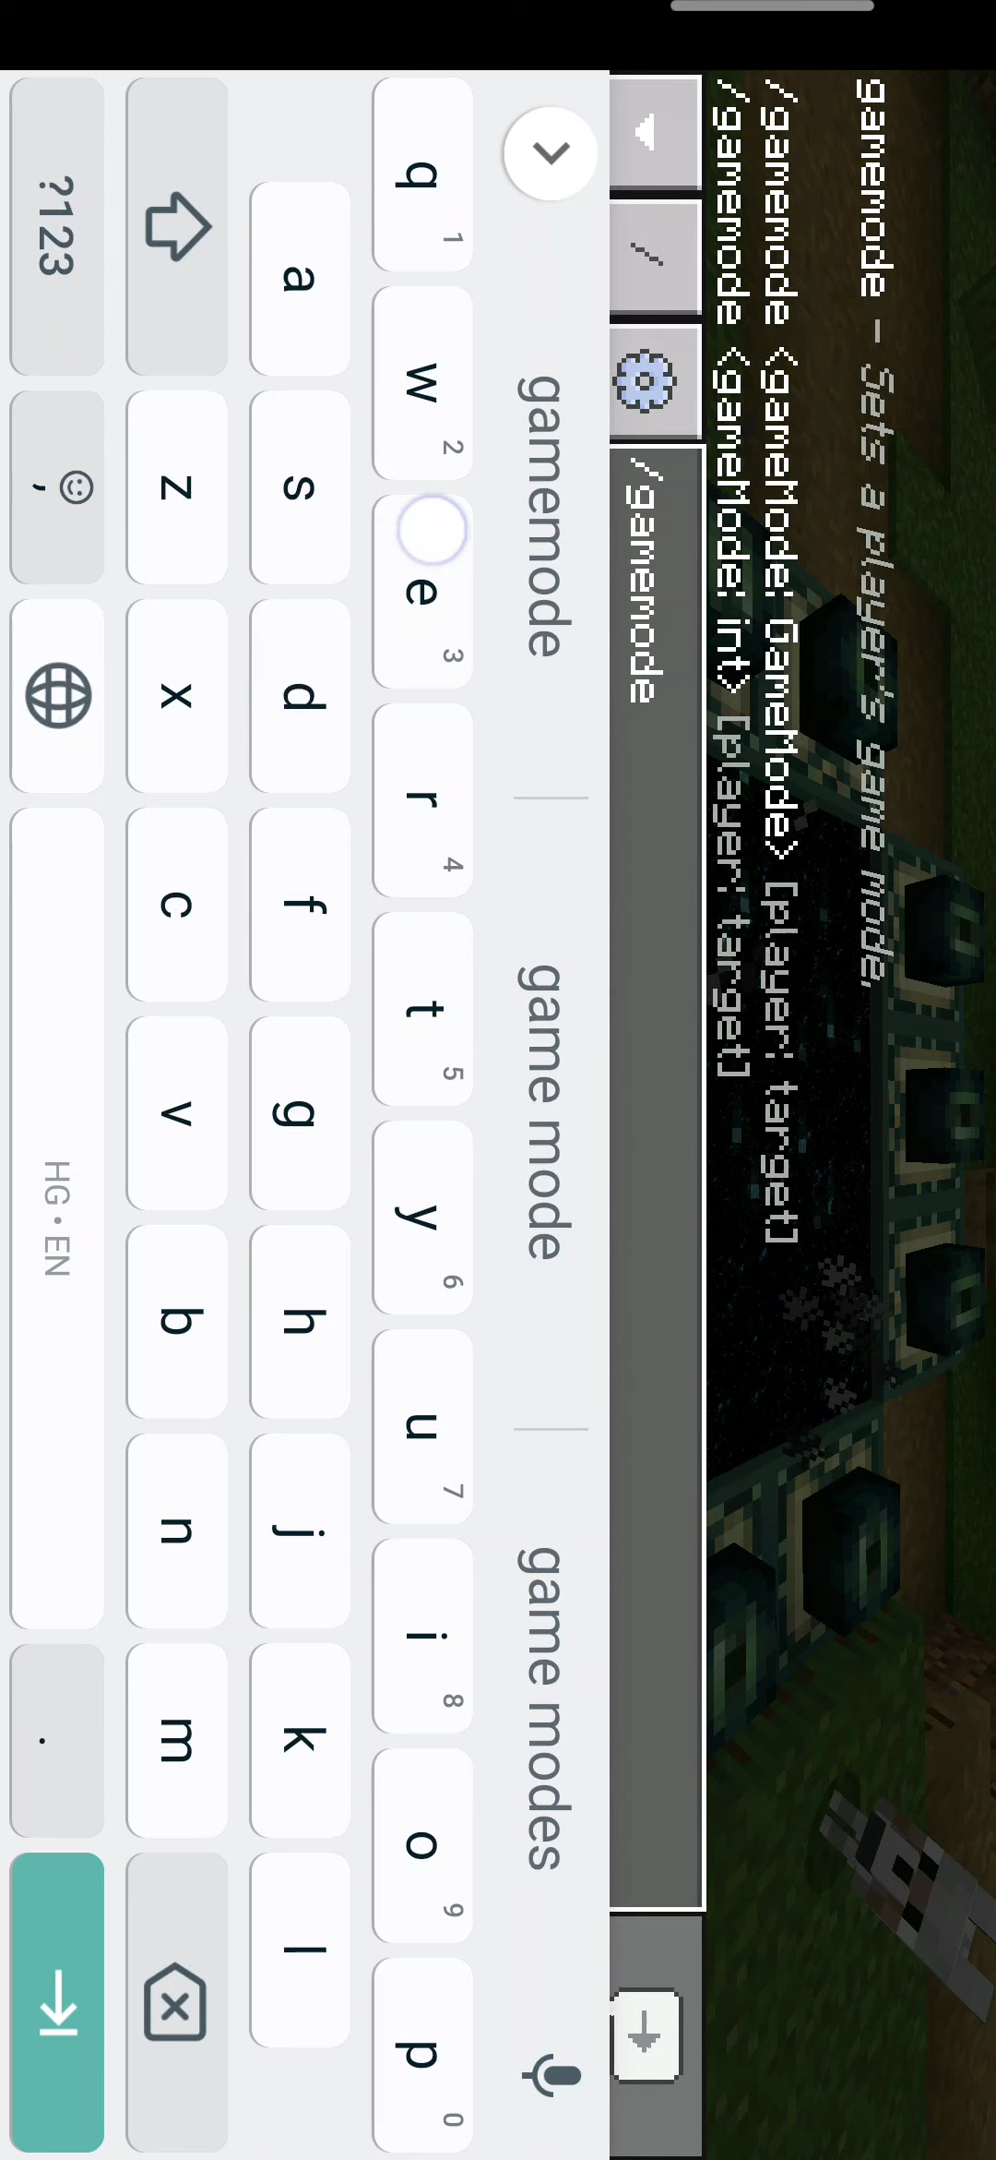 gamemode - Sets a player's game mode.
/gamemode <gameMode: GameMode> [player: target]
/gamemode <gameMode: int> [player: target]
/
/gamemode
gamemode
game mode
game modes
q 1 w 2 e 3 r 4 t 5 y 6 u 7 i 8 o 9 p 0
a s d f g h j k l
z x c v b n m
?123 , HG • EN .